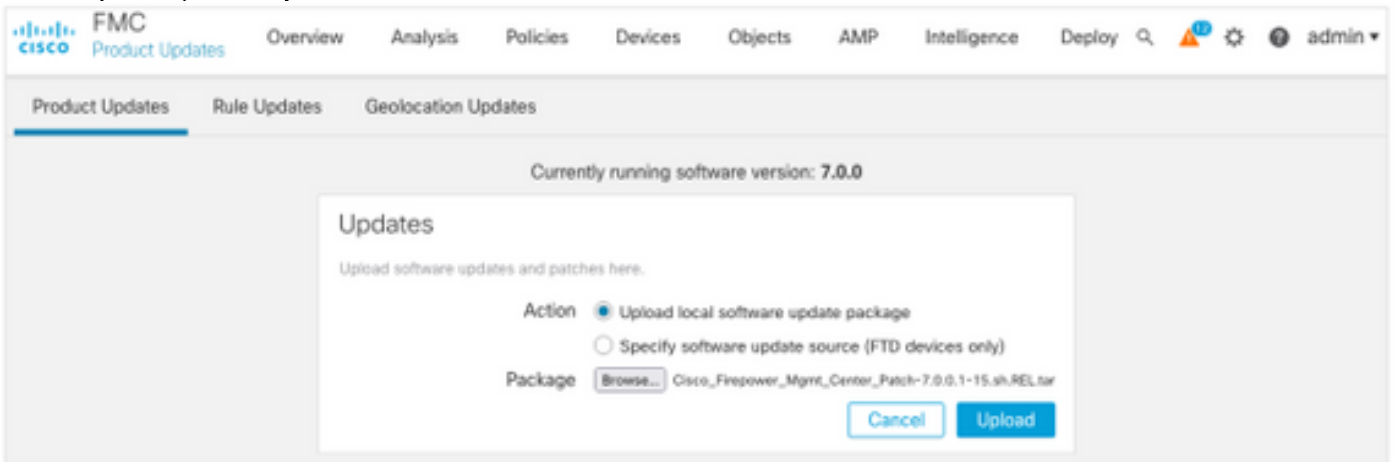 FMC
CISCO Product Updates Overview Analysis Policies Devices Objects AMP Intelligence Deploy admin
Product Updates Rule Updates Geolocation Updates
Currently running software version: 7.0.0
Updates
Upload software updates and patches here.
Action Upload local software update package
Specify software update source (FTD devices only)
Package Browse... Cisco_Firepower_Mgmt_Center_Patch-7.0.0.1-15.sh.REL.tar
Cancel Upload